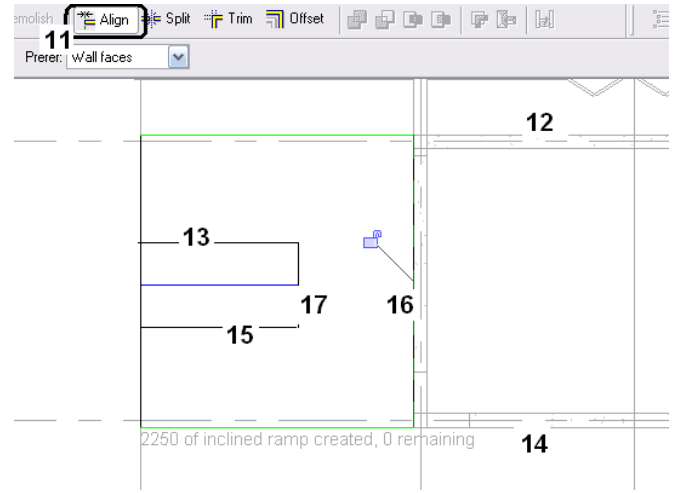 emolish Align Split Trim Offset
11
Prerer: Wall faces
12
13
17
16
15
2250 of inclined ramp created, 0 remaining
14